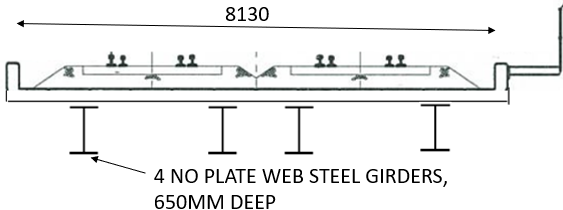 8130
4 NO PLATE WEB STEEL GIRDERS,
650MM DEEP